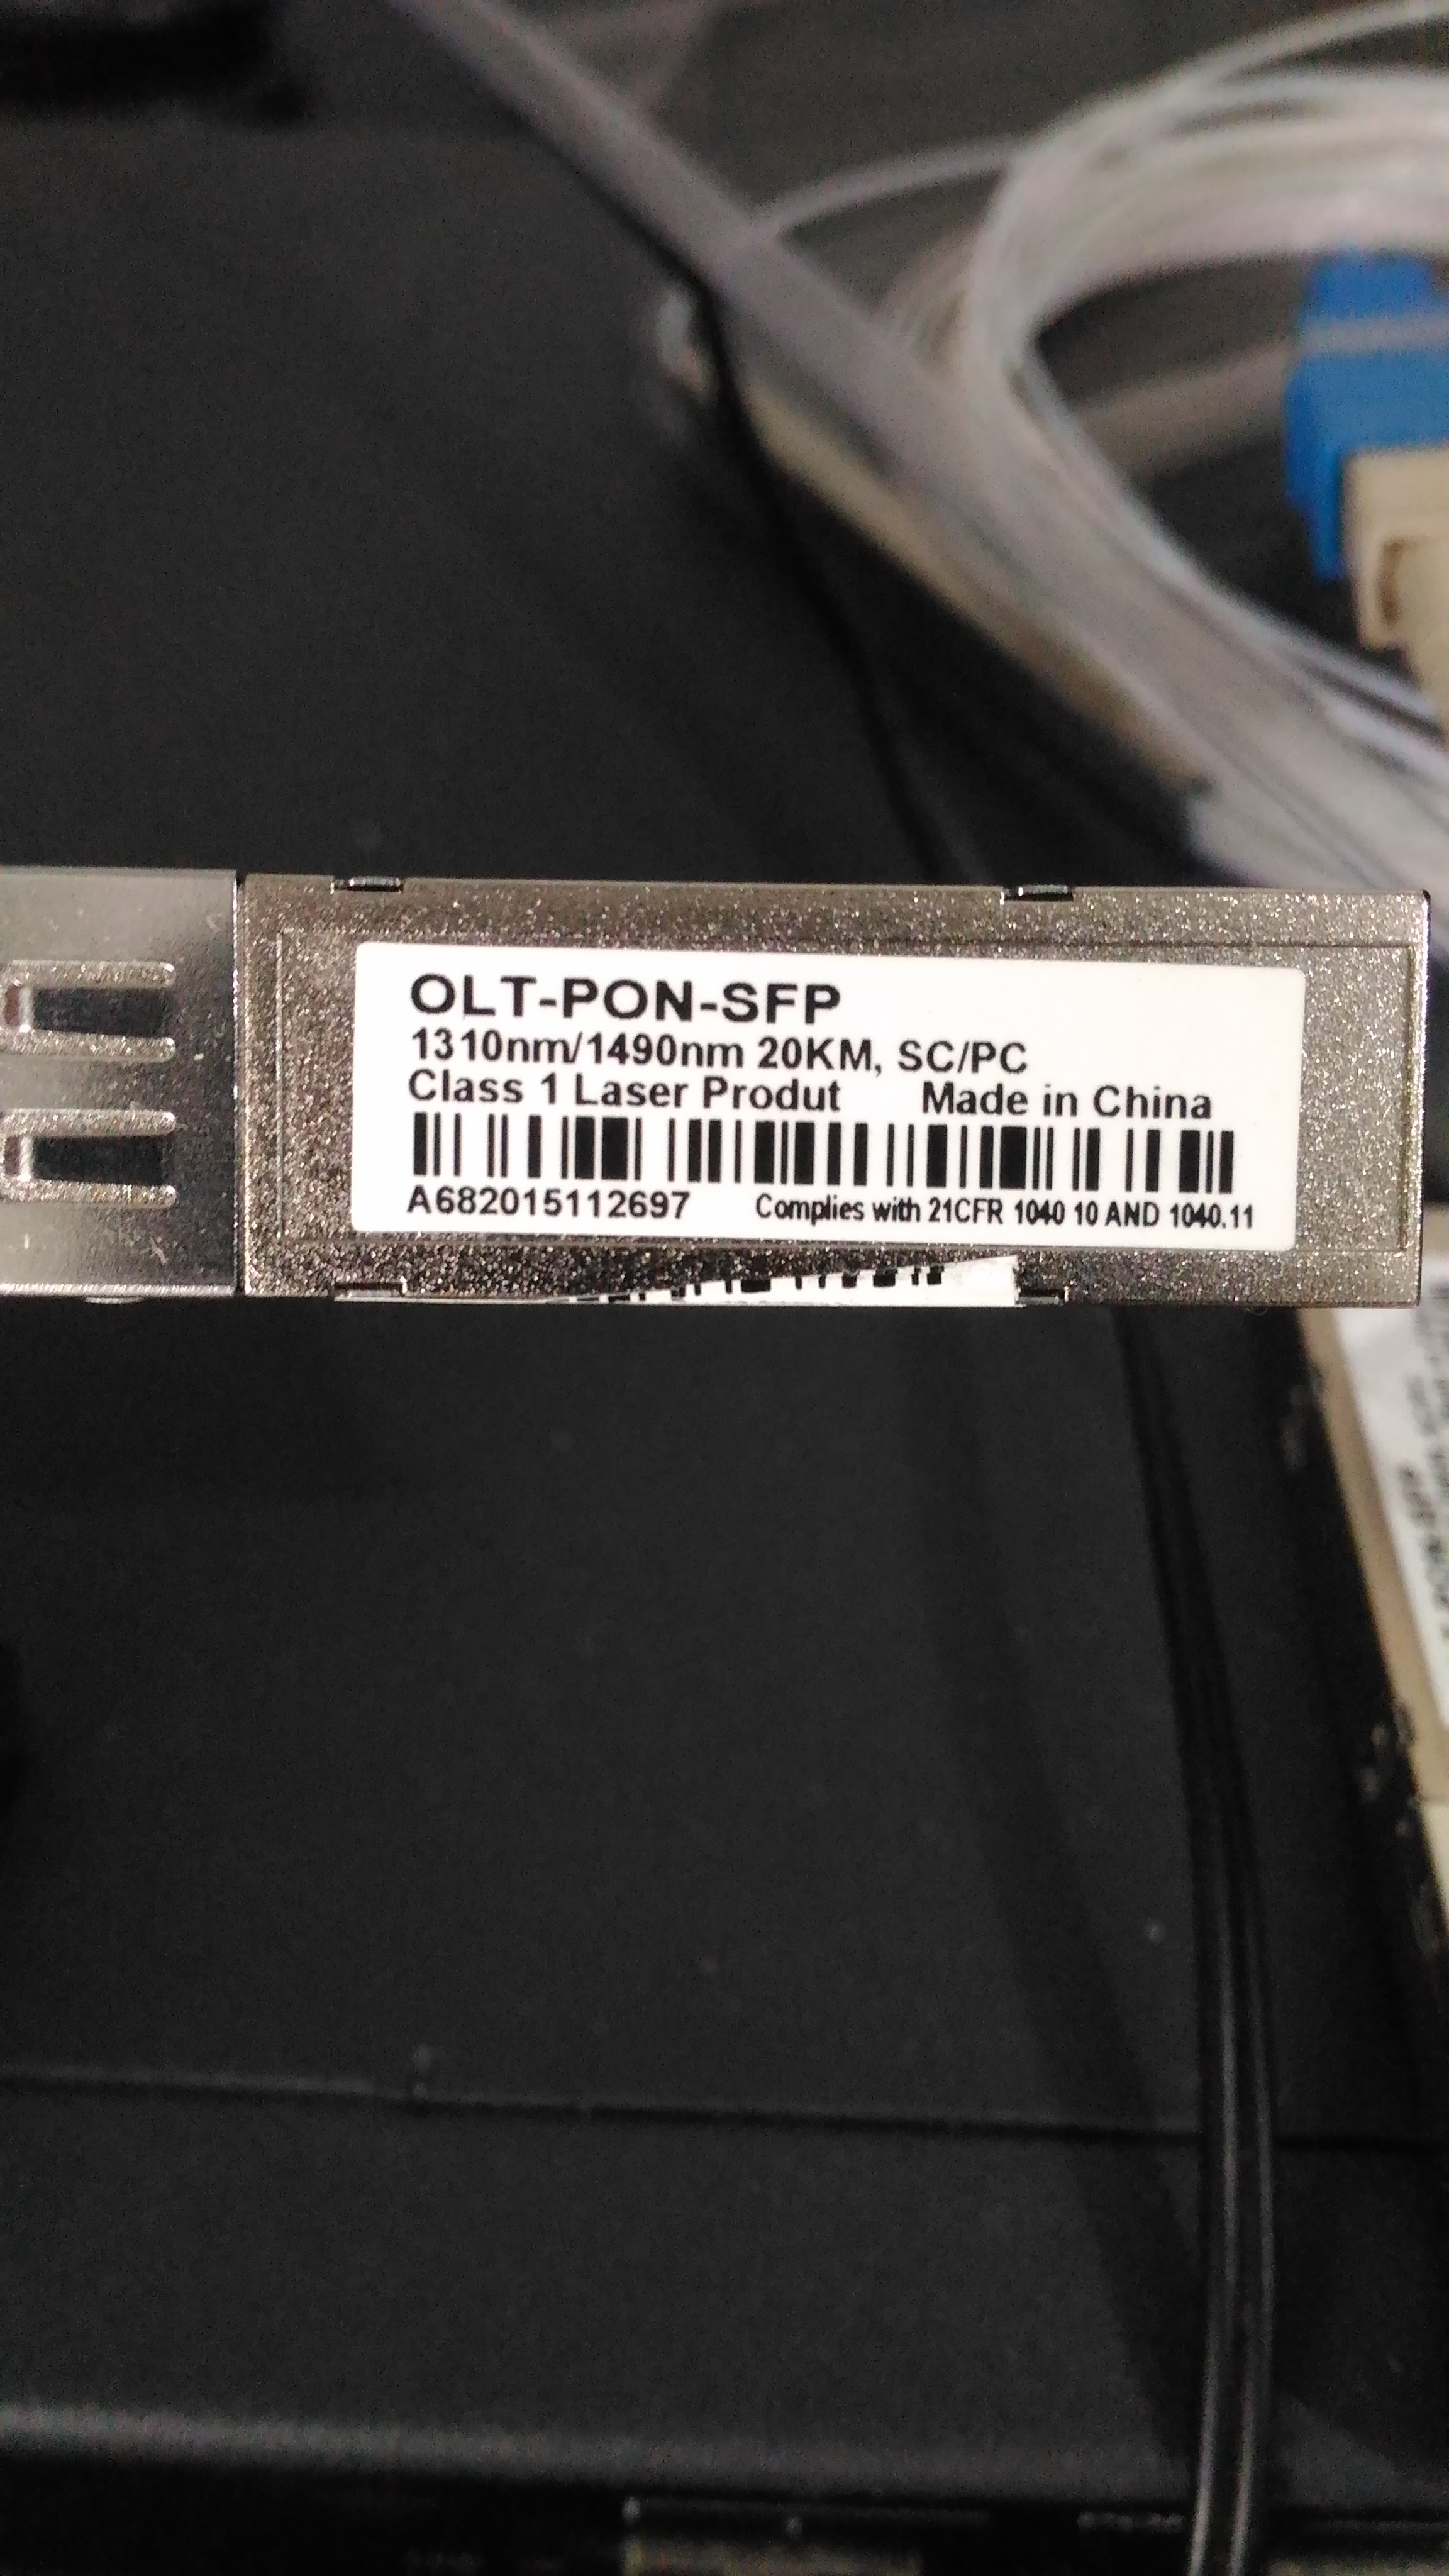 OLT-PON-SFP
1310nm/1490nm 20KM, SC/PC
Class 1 Laser Produt Made in China
A682015112697 Complies with 21CFR 1040 10 AND 1040.11